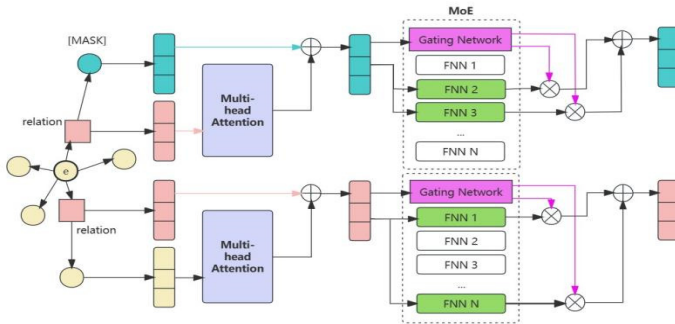 MoE
[MASK]
Gating Network
FNN 1
FNN 2
FNN 3
...
FNN N
Multi-
head
Attention
relation
e
relation
Gating Network
FNN 1
FNN 2
FNN 3
...
FNN N
Multi-
head
Attention